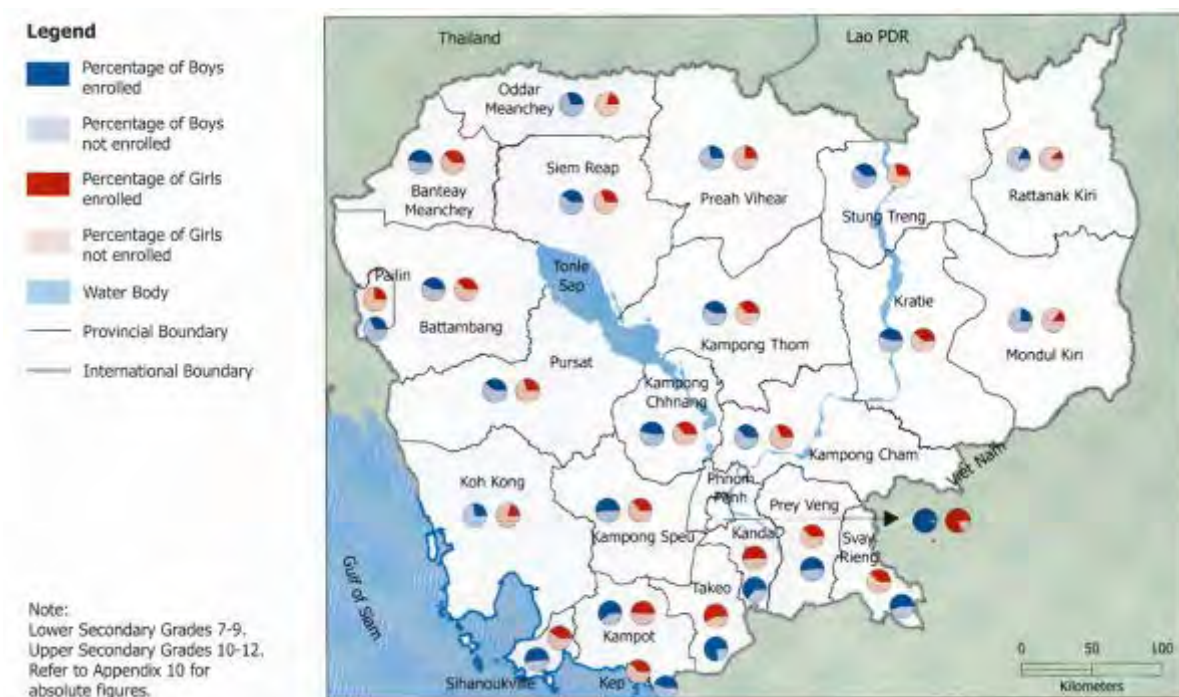 Legend
Percentage of Boys
enrolled
Percentage of Boys
not enrolled
Percentage of Girls
enrolled
Percentage of Girls
not enrolled
Water Body
Provincial Boundary
International Boundary
Note:
Lower Secondary Grades 7-9.
Upper Secondary Grades 10-12.
Refer to Appendix 10 for
absolute figures.
Thailand
Lao PDR
Oddar
Meanchey
Siem Reap
Banteay
Meanchey
Preah Vihear
Stung Treng
Rattanak Kiri
Pailin
Battambang
Tonle
Sap
Kampong Thom
Kratie
Mondul Kiri
Pursat
Kampong
Chhnang
Kampong Cham
Viet Nam
Koh Kong
Kampong Speu
Phnom
Penh
Prey Veng
Kandal
Svay
Rieng
Takeo
Kampot
Gulf of Siam
Sihanoukville
Kep
0 50 100
Kilometers